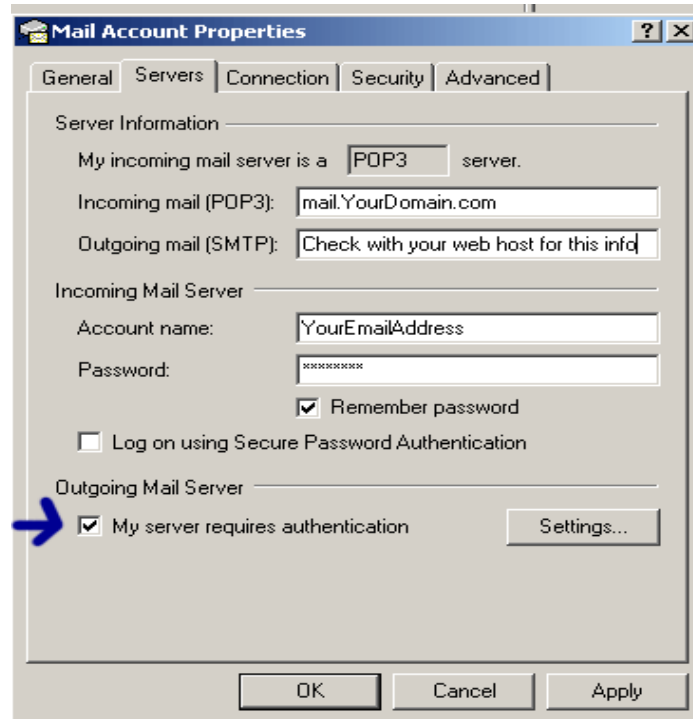 Mail Account Properties
General Servers Connection Security Advanced
Server Information
My incoming mail server is a POP3 server.
Incoming mail (POP3): mail.YourDomain.com
Outgoing mail (SMTP): Check with your web host for this info
Incoming Mail Server
Account name: YourEmailAddress
Password: ********
Remember password
Log on using Secure Password Authentication
Outgoing Mail Server
My server requires authentication Settings...
OK Cancel Apply